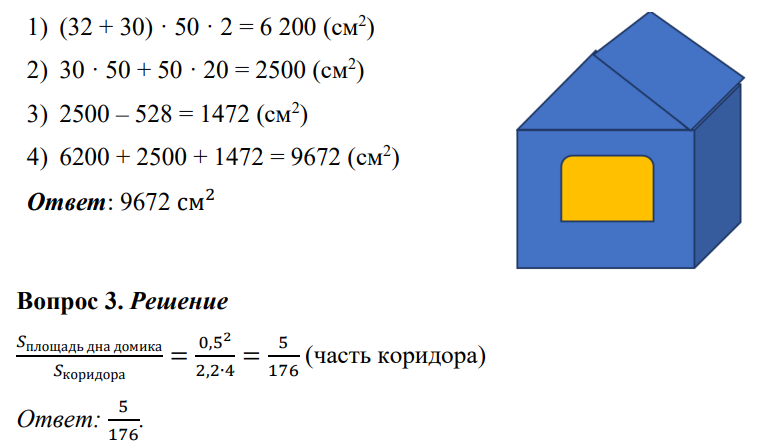 1) (32 + 30) · 50 · 2 = 6 200 (см²)
2) 30 · 50 + 50 · 20 = 2500 (см²)
3) 2500 – 528 = 1472 (см²)
4) 6200 + 2500 + 1472 = 9672 (см²)
Ответ: 9672 см²
Вопрос 3. Решение
Sплощадь дна домика/Sкоридора = 0,5²/2,2·4 = 5/176 (часть коридора)
Ответ: 5/176.